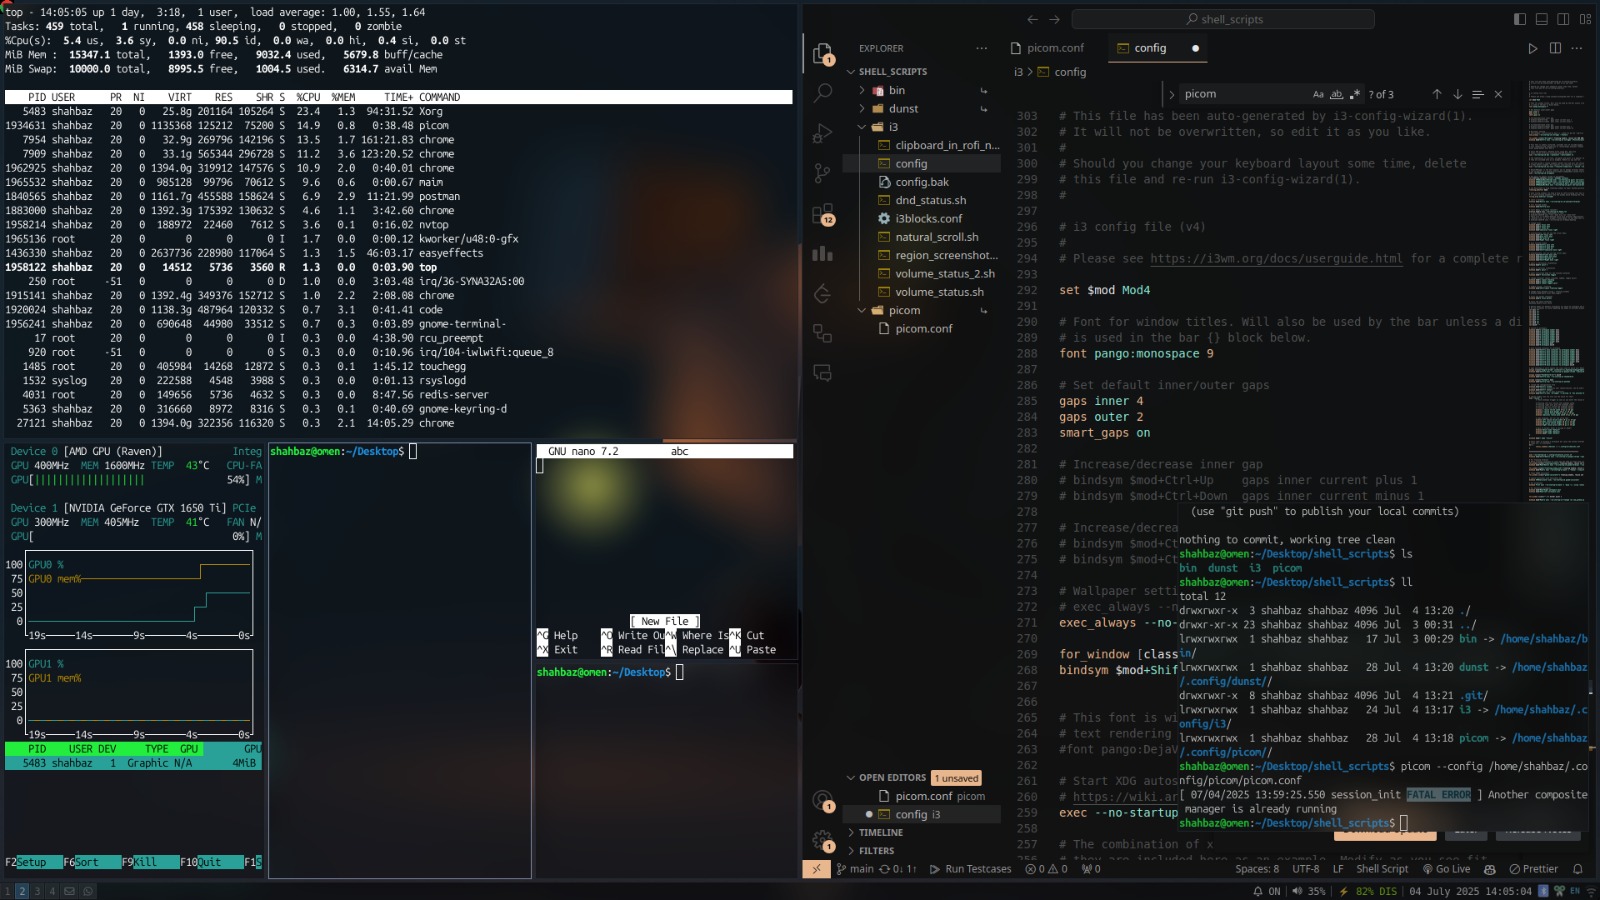 top - 14:05:05 up 1 day,  3:18,  1 user,  load average: 1.00, 1.55, 1.64
Tasks: 459 total,   1 running, 458 sleeping,   0 stopped,   0 zombie
%Cpu(s):  5.4 us,  3.6 sy,  0.0 ni, 90.5 id,  0.0 wa,  0.0 hi,  0.4 si,  0.0 st
MiB Mem : 15347.1 total,  1393.0 free,  9032.4 used,  5679.8 buff/cache
MiB Swap: 10000.0 total,  8995.5 free,  1004.5 used.  6314.7 avail Mem
PID USER PR NI VIRT RES SHR S %CPU %MEM TIME+ COMMAND
5483 shahbaz 20 0 25.8g 201164 105264 S 23.4 1.3 94:31.52 Xorg
1934631 shahbaz 20 0 1135368 125212 75200 S 14.9 0.8 0:38.48 picom
7954 shahbaz 20 0 32.9g 269796 142196 S 13.5 1.7 161:21.83 chrome
7909 shahbaz 20 0 33.1g 565344 296728 S 11.2 3.6 123:20.52 chrome
1962925 shahbaz 20 0 1394.0g 319912 147576 S 10.9 2.0 0:40.01 chrome
1965532 shahbaz 20 0 985128 99796 70612 S 9.6 0.6 0:00.67 maim
1840565 shahbaz 20 0 1161.7g 455588 158624 S 6.9 2.9 11:21.99 postman
1883000 shahbaz 20 0 1392.3g 175392 130632 S 4.6 1.1 3:42.60 chrome
1958214 shahbaz 20 0 188972 22460 7612 S 3.6 0.1 0:16.02 nvtop
1965136 root 20 0 0 0 0 I 1.7 0.0 0:00.12 kworker/u48:0-gfx
1436330 shahbaz 20 0 2637736 228980 117064 S 1.3 1.5 46:03.17 easyeffects
1958122 shahbaz 20 0 14512 5736 3560 R 1.3 0.0 0:03.90 top
250 root -51 0 0 0 0 D 1.0 0.0 3:03.48 irq/36-SYNA32A5:00
1915141 shahbaz 20 0 1392.4g 349376 152712 S 1.0 2.2 2:08.08 chrome
1920024 shahbaz 20 0 1138.3g 487964 120332 S 0.7 3.1 0:41.41 code
1956241 shahbaz 20 0 690648 44980 33512 S 0.7 0.3 0:03.89 gnome-terminal-
17 root 20 0 0 0 0 I 0.3 0.0 4:38.90 rcu_preempt
920 root -51 0 0 0 0 S 0.3 0.0 0:10.96 irq/104-iwlwifi:queue_8
1485 root 20 0 405984 14268 12872 S 0.3 0.1 1:45.12 touchegg
1532 syslog 20 0 222588 4548 3988 S 0.3 0.0 0:01.13 rsyslogd
4031 root 20 0 149656 5736 4632 S 0.3 0.0 8:47.56 redis-server
5363 shahbaz 20 0 316660 8972 8316 S 0.3 0.1 0:40.69 gnome-keyring-d
27121 shahbaz 20 0 1394.0g 322356 116320 S 0.3 2.1 14:05.29 chrome
Device 0 [AMD GPU (Raven)] Integ
GPU 400MHz MEM 1600MHz TEMP 43°C CPU-FA
GPU[|||||||||||||||||||| 54%] M
Device 1 [NVIDIA GeForce GTX 1650 Ti] PCIe
GPU 300MHz MEM 405MHz TEMP 41°C FAN N/
GPU[ 0%] M
100 GPU0 %
75 GPU0 mem%
50
25
0
19s 14s 9s 4s 0s
100 GPU1 %
75 GPU1 mem%
50
25
0
19s 14s 9s 4s 0s
PID USER DEV TYPE GPU GPU
5483 shahbaz 1 Graphic N/A 4MiB
F2Setup F6Sort F9Kill F10Quit F1S
shahbaz@omen:~/Desktop$
GNU nano 7.2 abc
[ New File ]
^G Help ^O Write Ou^W Where Is^K Cut
^X Exit ^R Read Fil^\ Replace ^U Paste
shahbaz@omen:~/Desktop$
shell_scripts
EXPLORER
SHELL_SCRIPTS
bin
dunst
i3
clipboard_in_rofi_n...
config
config.bak
dnd_status.sh
i3blocks.conf
natural_scroll.sh
region_screenshot...
volume_status_2.sh
volume_status.sh
picom
picom.conf
OPEN EDITORS 1 unsaved
picom.conf picom
config i3
TIMELINE
FILTERS
1
12
1
1
picom.conf config
i3 > config
picom Aa ab .* ? of 3
303 # This file has been auto-generated by i3-config-wizard(1).
302 # It will not be overwritten, so edit it as you like.
301 #
300 # Should you change your keyboard layout some time, delete
299 # this file and re-run i3-config-wizard(1).
298 #
297
296 # i3 config file (v4)
295 #
294 # Please see https://i3wm.org/docs/userguide.html for a complete r
293
292 set $mod Mod4
291
290 # Font for window titles. Will also be used by the bar unless a di
289 # is used in the bar {} block below.
288 font pango:monospace 9
287
286 # Set default inner/outer gaps
285 gaps inner 4
284 gaps outer 2
283 smart_gaps on
282
281 # Increase/decrease inner gap
280 # bindsym $mod+Ctrl+Up    gaps inner current plus 1
279 # bindsym $mod+Ctrl+Down  gaps inner current minus 1
278
277 # Increase/decrea
276 # bindsym $mod+Ct
275 # bindsym $mod+Ct
274
273 # Wallpaper setti
272 # exec_always --n
271 exec_always --no-
270
269 for_window [class
268 bindsym $mod+Shif
267
266
265 # This font is wi
264 # text rendering
263 #font pango:DejaV
262
261 # Start XDG autos
260 # https://wiki.ar
259 exec --no-startup
258
257 # The combination of x
256 # they are included here as an example. Modify as you see fit
(use "git push" to publish your local commits)
nothing to commit, working tree clean
shahbaz@omen:~/Desktop/shell_scripts$ ls
bin  dunst  i3  picom
shahbaz@omen:~/Desktop/shell_scripts$ ll
total 12
drwxrwxr-x  3 shahbaz shahbaz 4096 Jul  4 13:20 ./
drwxr-xr-x 23 shahbaz shahbaz 4096 Jul  3 00:31 ../
lrwxrwxrwx  1 shahbaz shahbaz   17 Jul  3 00:29 bin -> /home/shahbaz/b
in/
lrwxrwxrwx  1 shahbaz shahbaz   28 Jul  4 13:20 dunst -> /home/shahbaz
/.config/dunst//
drwxrwxr-x  8 shahbaz shahbaz 4096 Jul  4 13:21 .git/
lrwxrwxrwx  1 shahbaz shahbaz   24 Jul  4 13:17 i3 -> /home/shahbaz/.c
onfig/i3/
lrwxrwxrwx  1 shahbaz shahbaz   28 Jul  4 13:18 picom -> /home/shahbaz
/.config/picom//
shahbaz@omen:~/Desktop/shell_scripts$ picom --config /home/shahbaz/.co
nfig/picom/picom.conf
[ 07/04/2025 13:59:25.550 session_init FATAL ERROR ] Another composite
manager is already running
shahbaz@omen:~/Desktop/shell_scripts$
main 0↓ 1↑ Run Testcases 0 0 0 Spaces: 8 UTF-8 LF Shell Script Go Live Prettier
1 2 3 4
ON 35% 82% DIS 04 July 2025 14:05:04 EN